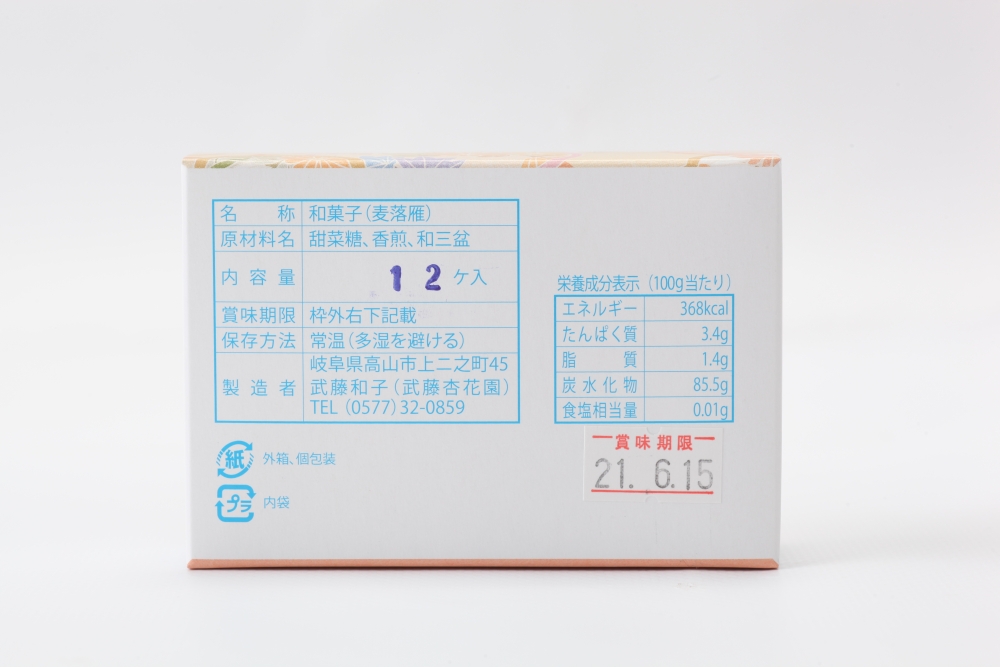 名称 和菓子(麦落雁)
原材料名 甜菜糖、香煎、和三盆
内容量 12ケ入
賞味期限 枠外右下記載
保存方法 常温(多湿を避ける)
製造者 岐阜県高山市上二之町45
武藤和子(武藤杏花園)
TEL(0577)32-0859
紙 外箱、個包装
プラ 内袋
栄養成分表示(100g当たり)
エネルギー 368kcal
たんぱく質 3.4g
脂質 1.4g
炭水化物 85.5g
食塩相当量 0.01g
賞味期限
21. 6.15